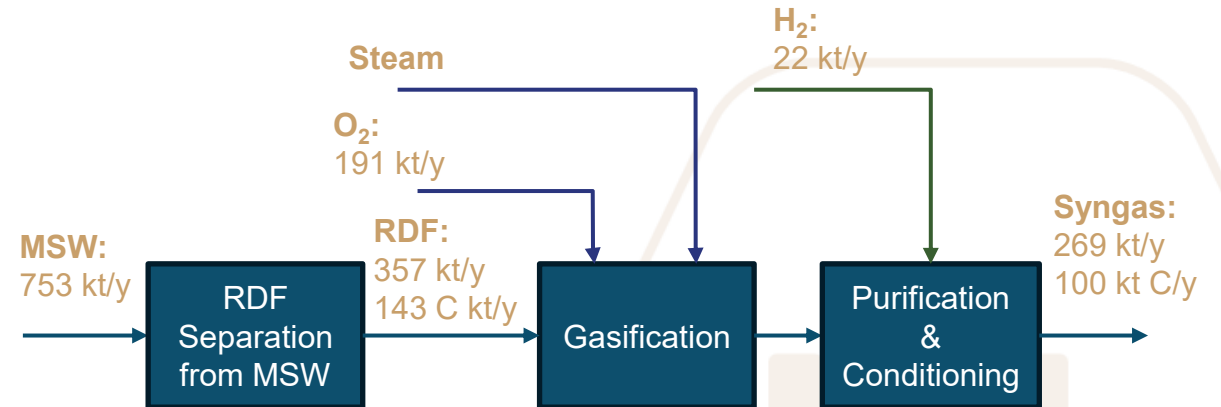 H₂:
22 kt/y
Steam
O₂:
191 kt/y
MSW:
753 kt/y
RDF:
357 kt/y
143 C kt/y
Syngas:
269 kt/y
100 kt C/y
RDF
Separation
from MSW
Gasification
Purification
&
Conditioning